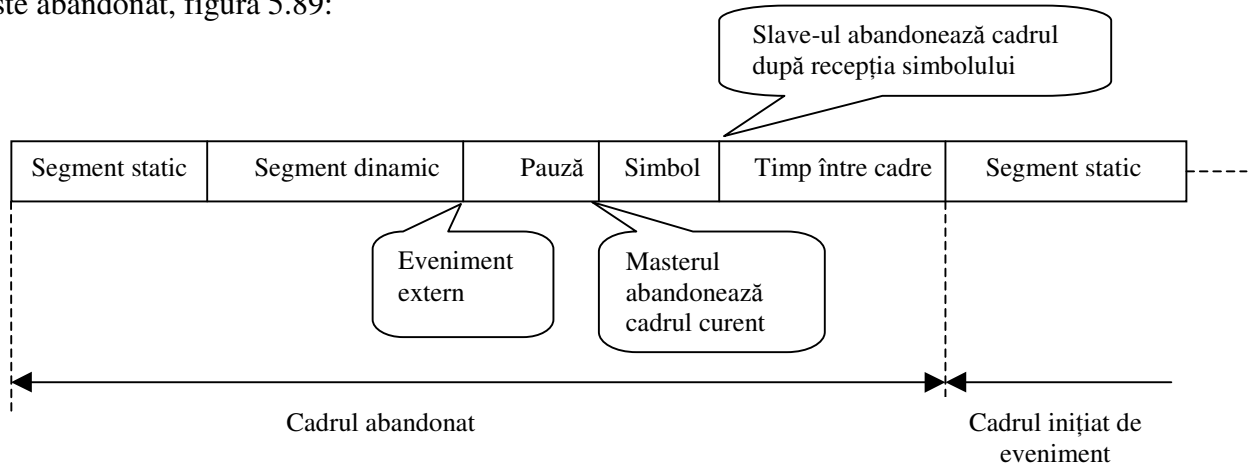 ste abandonat, figura 5.89:
Slave-ul abandonează cadrul
după recepția simbolului
Segment static
Segment dinamic
Pauză
Simbol
Timp între cadre
Segment static
Eveniment
extern
Masterul
abandonează
cadrul curent
Cadrul abandonat
Cadrul inițiat de
eveniment